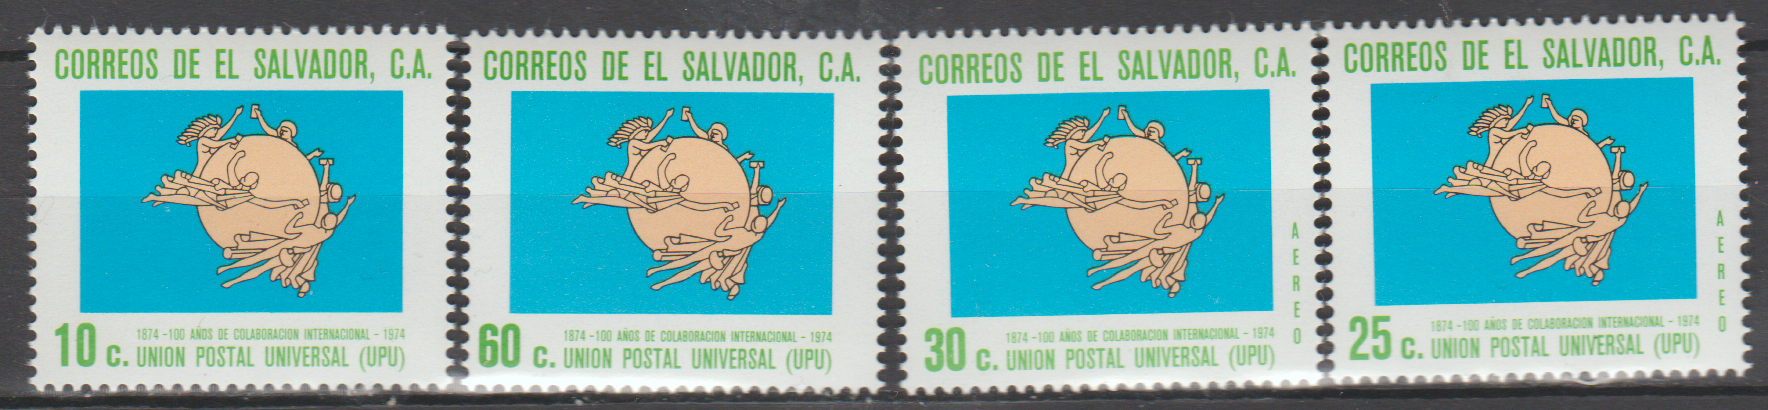 CORREOS DE EL SALVADOR, C.A.
1874 - 100 AÑOS DE COLABORACION INTERNACIONAL - 1974
10 c. UNION POSTAL UNIVERSAL (UPU)
CORREOS DE EL SALVADOR, C.A.
1874 - 100 AÑOS DE COLABORACION INTERNACIONAL - 1974
60 c. UNION POSTAL UNIVERSAL (UPU)
CORREOS DE EL SALVADOR, C.A.
AEREO
1874 - 100 AÑOS DE COLABORACION INTERNACIONAL - 1974
30 c. UNION POSTAL UNIVERSAL (UPU)
CORREOS DE EL SALVADOR, C.A.
AEREO
1874 - 100 AÑOS DE COLABORACION INTERNACIONAL - 1974
25 c. UNION POSTAL UNIVERSAL (UPU)